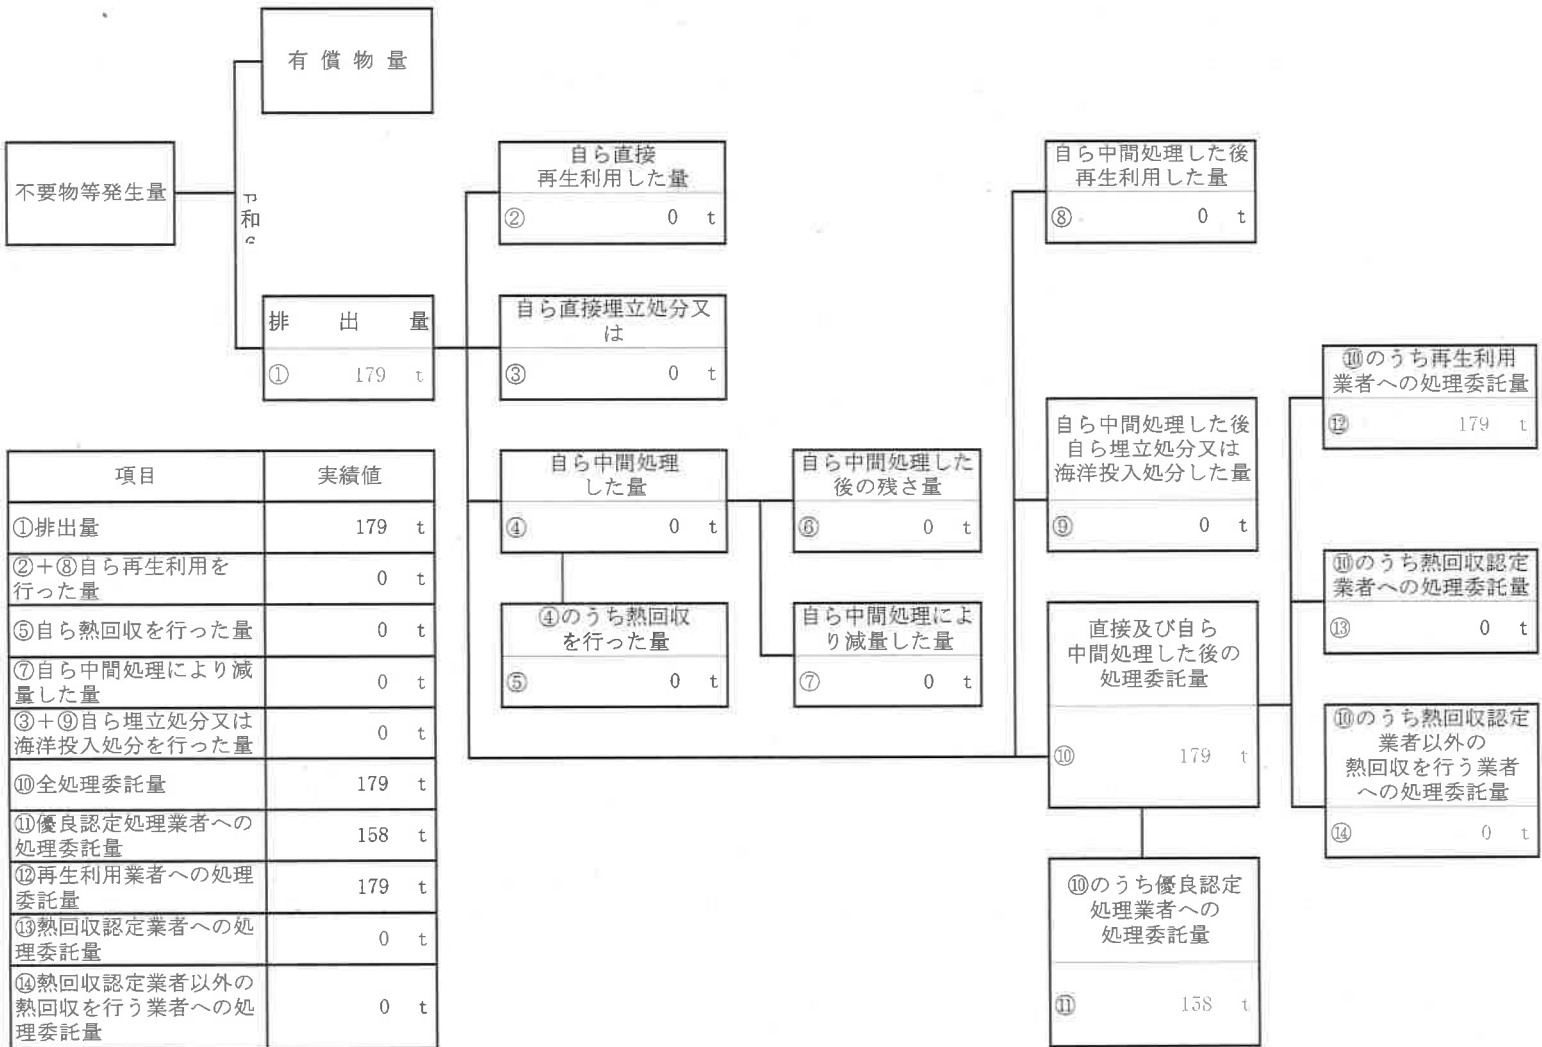 有償物量
不要物等発生量
和
排出量
① 179 t
自ら直接
再生利用した量
② 0 t
自ら直接埋立処分又
は
③ 0 t
自ら中間処理
した量
④ 0 t
④のうち熱回収
を行った量
⑤ 0 t
自ら中間処理した
後の残さ量
⑥ 0 t
自ら中間処理によ
り減量した量
⑦ 0 t
自ら中間処理した後
再生利用した量
⑧ 0 t
自ら中間処理した後
自ら埋立処分又は
海洋投入処分した量
⑨ 0 t
直接及び自ら
中間処理した後の
処理委託量
⑩ 179 t
⑩のうち優良認定
処理業者への
処理委託量
⑪ 158 t
⑩のうち再生利用
業者への処理委託量
⑫ 179 t
⑩のうち熱回収認定
業者への処理委託量
⑬ 0 t
⑩のうち熱回収認定
業者以外の
熱回収を行う業者
への処理委託量
⑭ 0 t
項目 実績値
①排出量 179 t
②+⑧自ら再生利用を
行った量 0 t
⑤自ら熱回収を行った量 0 t
⑦自ら中間処理により減
量した量 0 t
③+⑨自ら埋立処分又は
海洋投入処分を行った量 0 t
⑩全処理委託量 179 t
⑪優良認定処理業者への
処理委託量 158 t
⑫再生利用業者への処理
委託量 179 t
⑬熱回収認定業者への処
理委託量 0 t
⑭熱回収認定業者以外の
熱回収を行う業者への処
理委託量 0 t